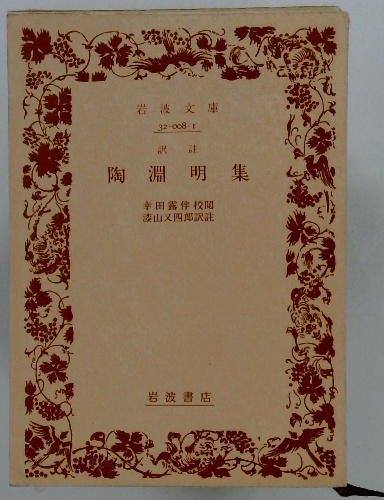 岩波文庫
32-008-1
訳註
陶淵明集
幸田露伴校閲
漆山又四郎訳註
岩波書店